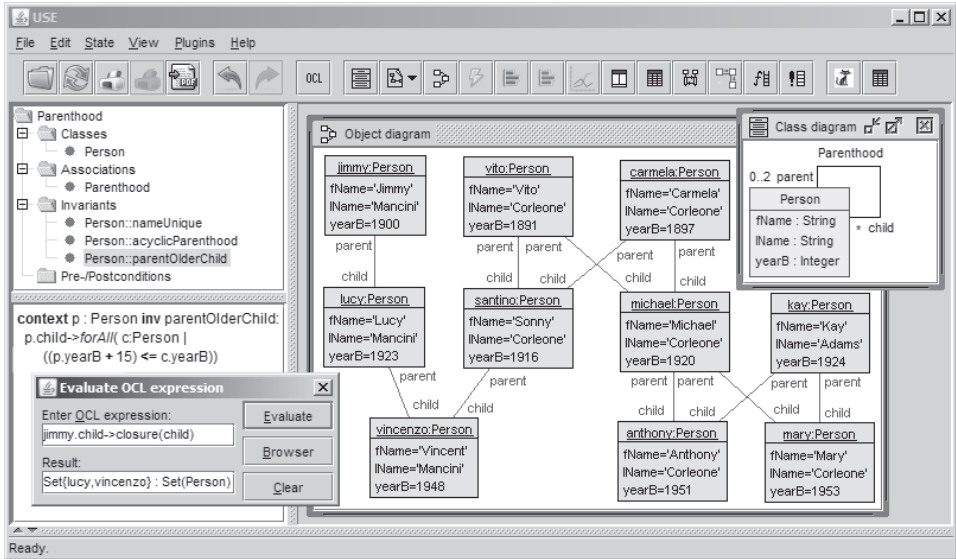 USE
File Edit State View Plugins Help
OCL
PDF
Parenthood
Classes
Person
Associations
Parenthood
Invariants
Person::nameUnique
Person::acyclicParenthood
Person::parentOlderChild
Pre-/Postconditions
context p : Person inv parentOlderChild:
p.child->forAll( c:Person |
((p.yearB + 15) <= c.yearB))
Evaluate OCL expression
Enter OCL expression:
jimmy.child->closure(child)
Result:
Set{lucy,vincenzo} : Set(Person)
Evaluate
Browser
Clear
Object diagram
jimmy:Person
fName='Jimmy'
lName='Mancini'
yearB=1900
vito:Person
fName='Vito'
lName='Corleone'
yearB=1891
carmela:Person
fName='Carmela'
lName='Corleone'
yearB=1897
parent
parent parent
parent parent
child
child child
child child
lucy:Person
fName='Lucy'
lName='Mancini'
yearB=1923
santino:Person
fName='Sonny'
lName='Corleone'
yearB=1916
michael:Person
fName='Michael'
lName='Corleone'
yearB=1920
kay:Person
fName='Kay'
lName='Adams'
yearB=1924
parent
parent
parent parent
parent parent
child
child
child child
child child
vincenzo:Person
fName='Vincent'
lName='Mancini'
yearB=1948
anthony:Person
fName='Anthony'
lName='Corleone'
yearB=1951
mary:Person
fName='Mary'
lName='Corleone'
yearB=1953
Class diagram
Parenthood
0..2 parent
Person
fName : String
lName : String
yearB : Integer
* child
Ready.